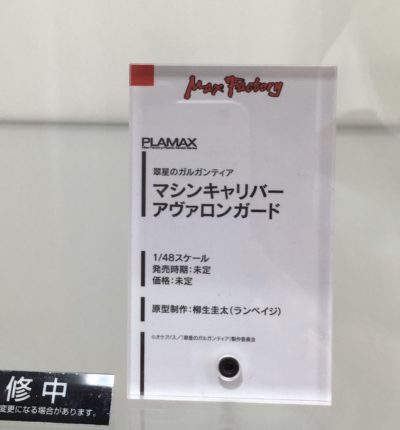 Max Factory
PLAMAX
翠星のガルガンティア
マシンキャリバー
アヴァロンガード
1/48スケール
発売時期：未定
価格：未定
原型制作：柳生圭太（ランペイジ）
©オケアノス／「翠星のガルガンティア」製作委員会
修中
変更になる場合があります。